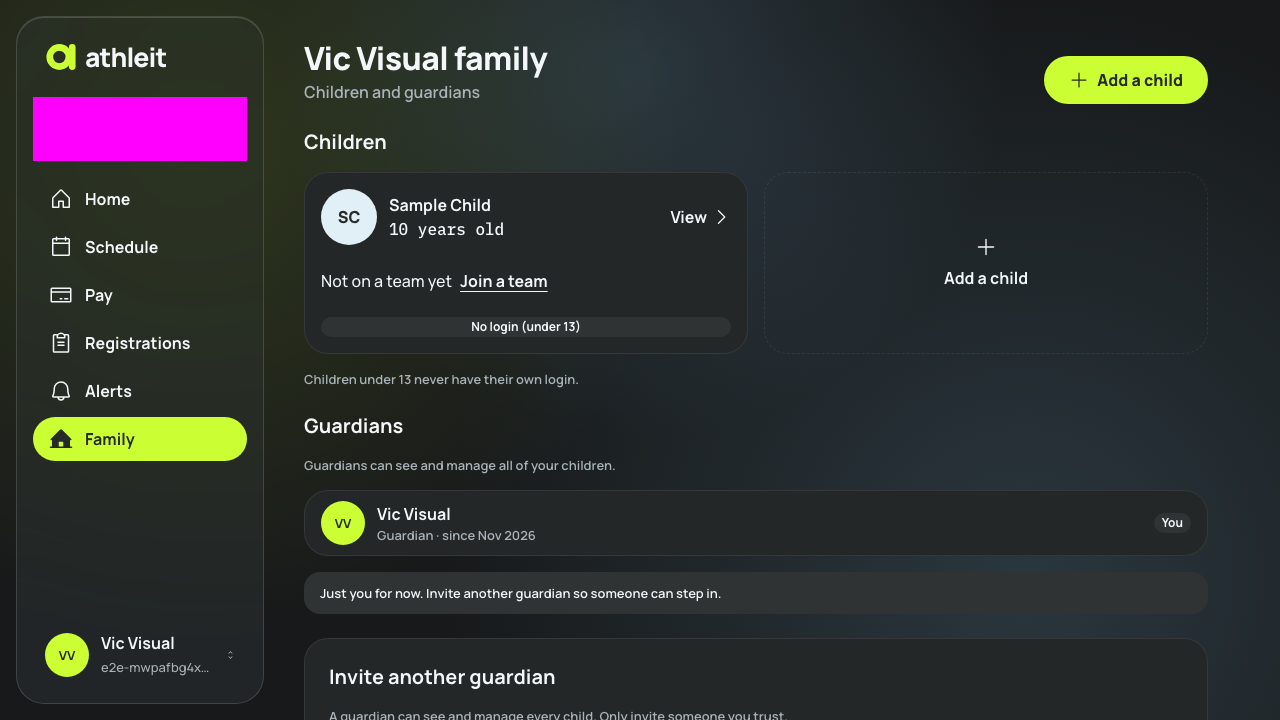 athleit
Home
Schedule
Pay
Registrations
Alerts
Family
VV
Vic Visual
e2e-mwpafbg4x...
Vic Visual family
Children and guardians
Add a child
Children
SC
Sample Child
10 years old
View
Not on a team yet Join a team
No login (under 13)
Add a child
Children under 13 never have their own login.
Guardians
Guardians can see and manage all of your children.
VV
Vic Visual
Guardian · since Nov 2026
You
Just you for now. Invite another guardian so someone can step in.
Invite another guardian
A guardian can see and manage every child. Only invite someone you trust.